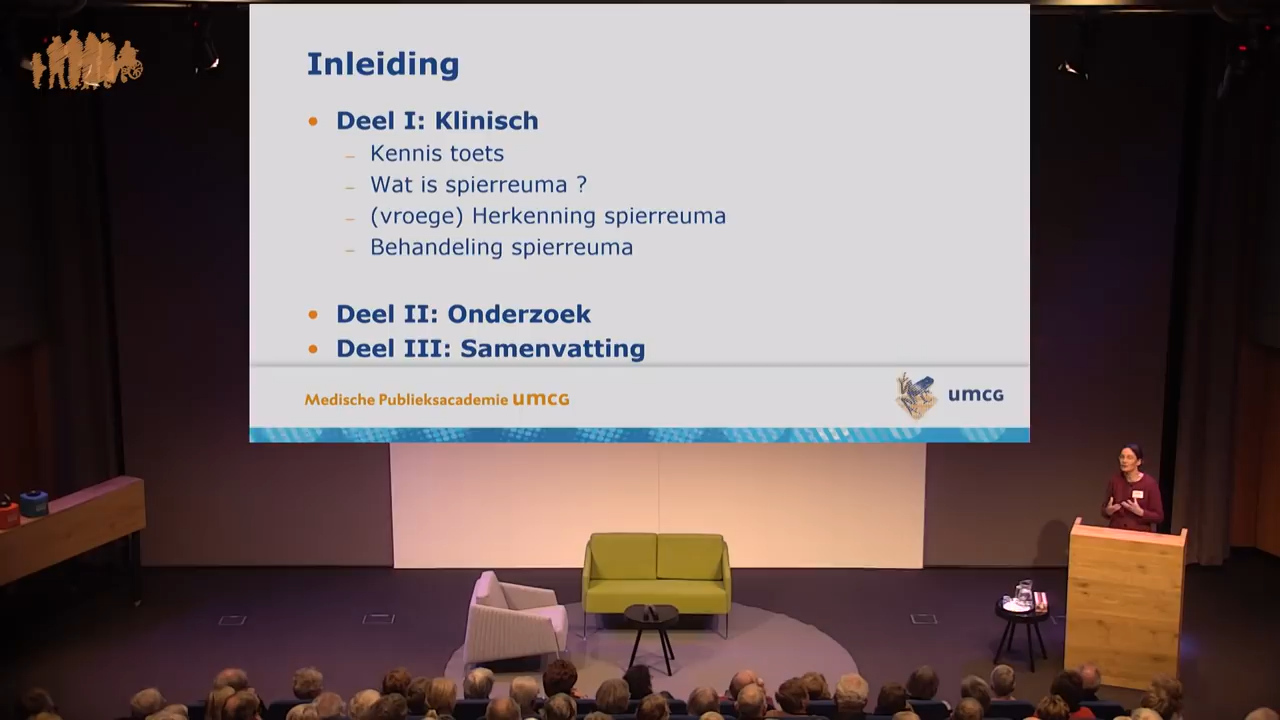 Inleiding
• Deel I: Klinisch
– Kennis toets
– Wat is spierreuma ?
– (vroege) Herkenning spierreuma
– Behandeling spierreuma
• Deel II: Onderzoek
• Deel III: Samenvatting
Medische Publieksacademie umcg
umcg